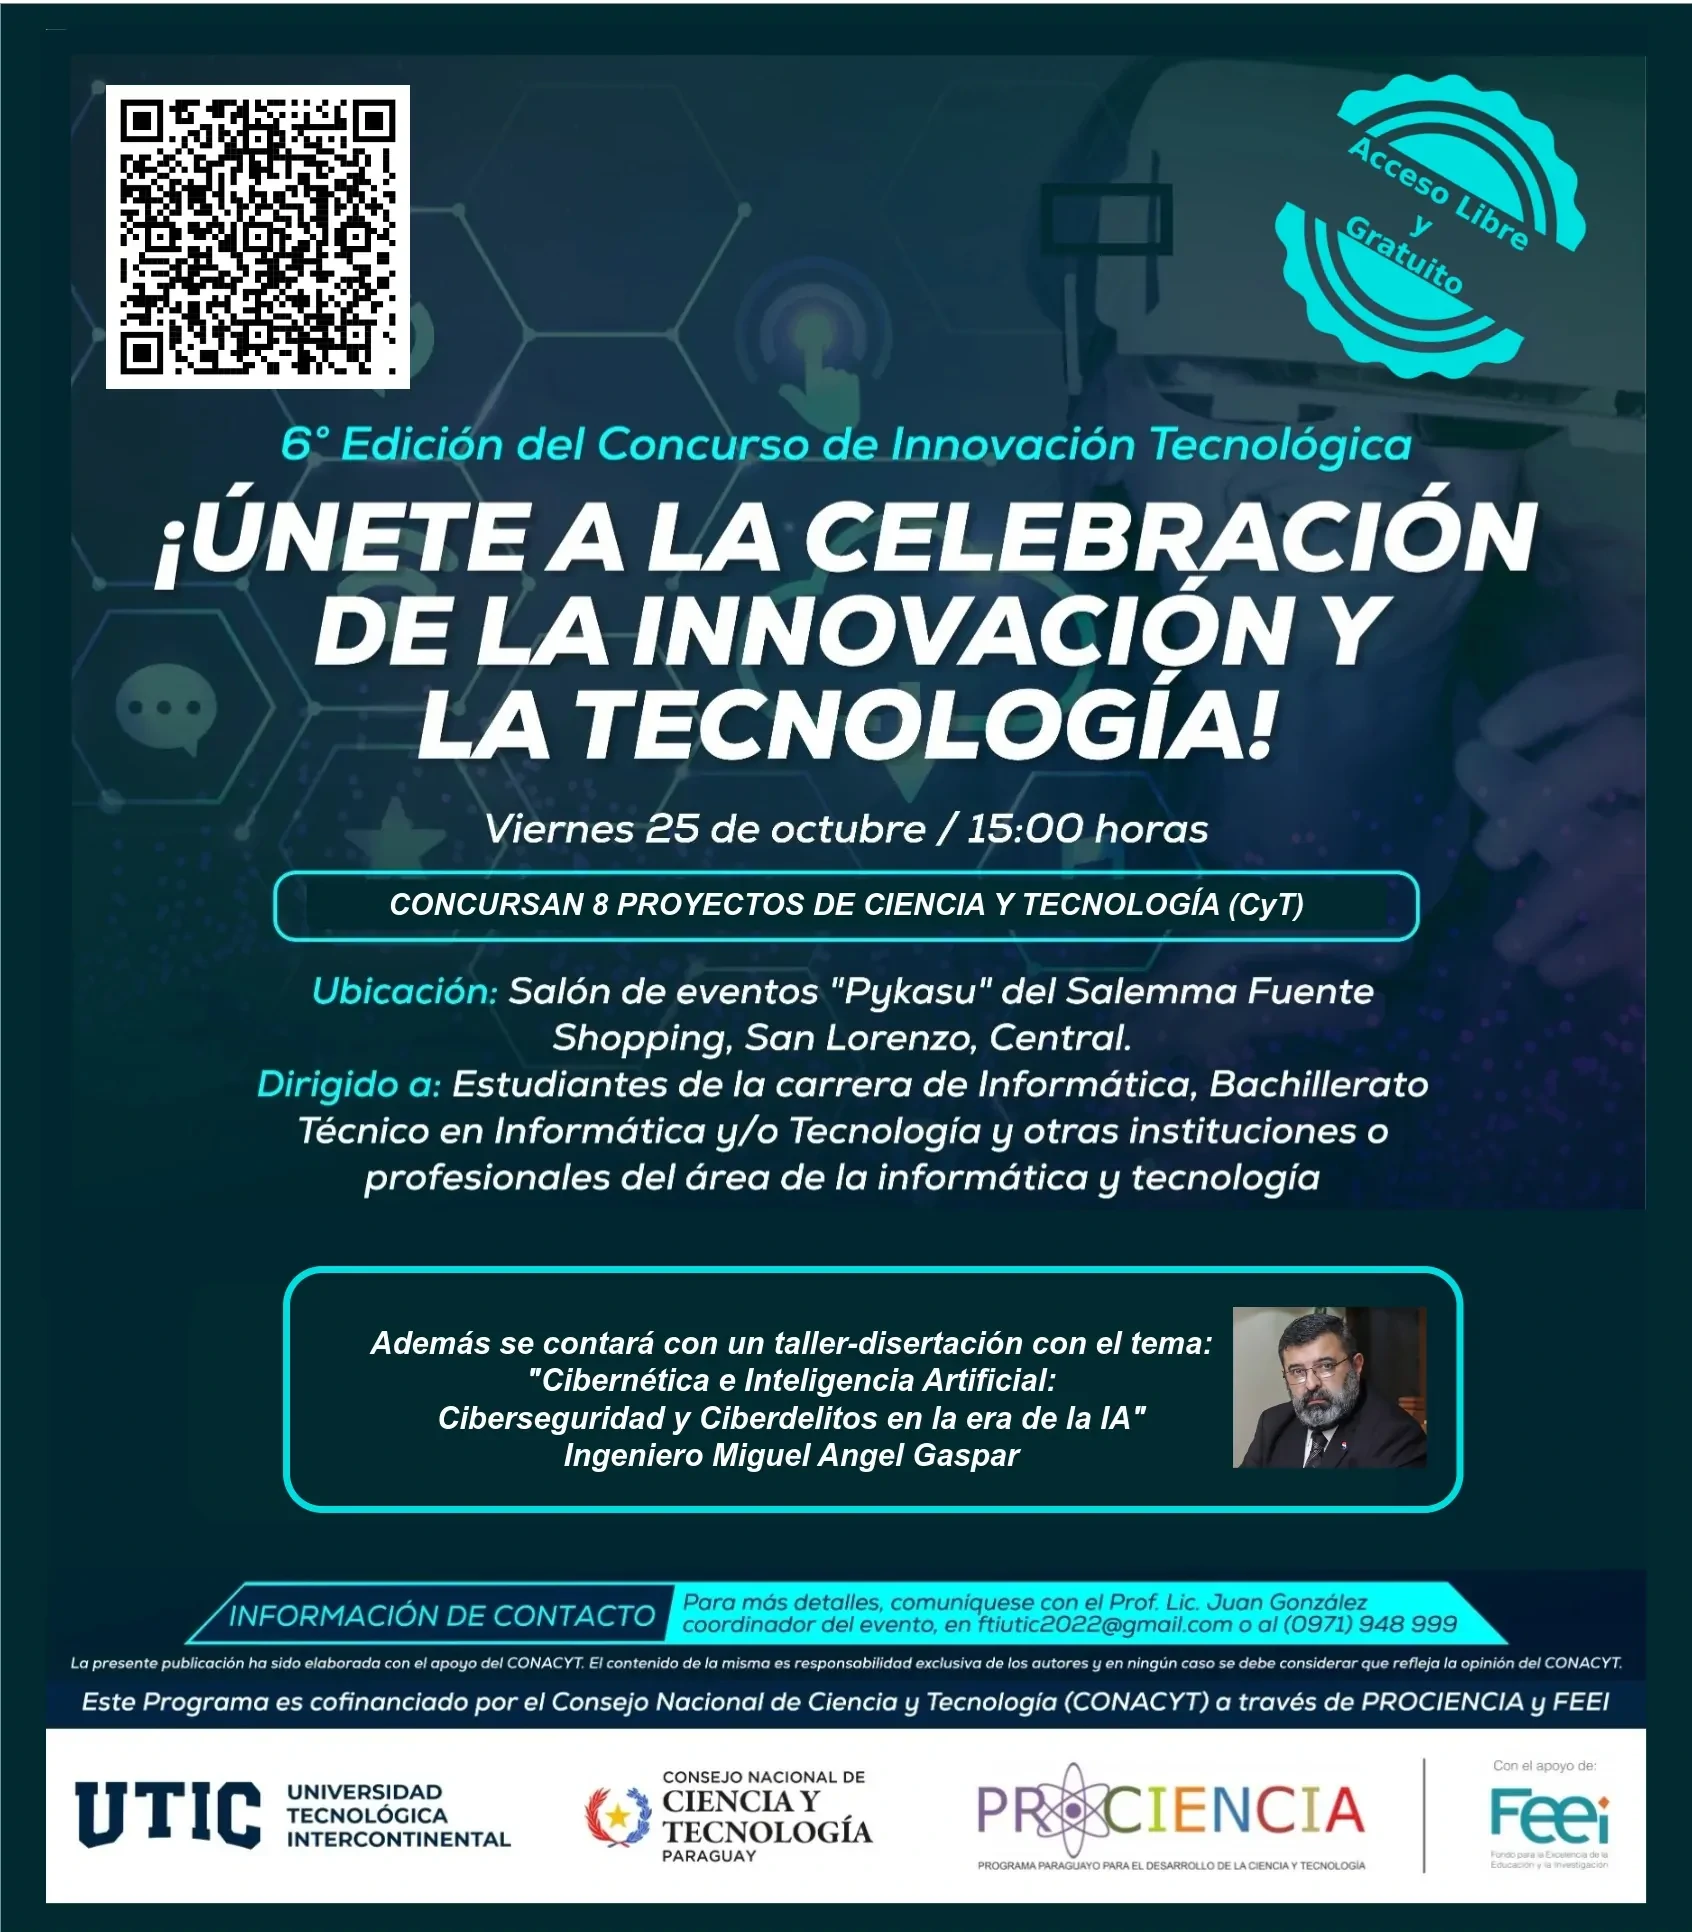 Acceso Libre
y
Gratuito
6° Edición del Concurso de Innovación Tecnológica
¡ÚNETE A LA CELEBRACIÓN
DE LA INNOVACIÓN Y
LA TECNOLOGÍA!
Viernes 25 de octubre / 15:00 horas
CONCURSAN 8 PROYECTOS DE CIENCIA Y TECNOLOGÍA (CyT)
Ubicación: Salón de eventos "Pykasu" del Salemma Fuente
Shopping, San Lorenzo, Central.
Dirigido a: Estudiantes de la carrera de Informática, Bachillerato
Técnico en Informática y/o Tecnología y otras instituciones o
profesionales del área de la informática y tecnología
Además se contará con un taller-disertación con el tema:
"Cibernética e Inteligencia Artificial:
Ciberseguridad y Ciberdelitos en la era de la IA"
Ingeniero Miguel Angel Gaspar
INFORMACIÓN DE CONTACTO
Para más detalles, comuníquese con el Prof. Lic. Juan González
coordinador del evento, en ftiutic2022@gmail.com o al (0971) 948 999
La presente publicación ha sido elaborada con el apoyo del CONACYT. El contenido de la misma es responsabilidad exclusiva de los autores y en ningún caso se debe considerar que refleja la opinión del CONACYT.
Este Programa es cofinanciado por el Consejo Nacional de Ciencia y Tecnología (CONACYT) a través de PROCIENCIA y FEEI
UTIC
UNIVERSIDAD
TECNOLÓGICA
INTERCONTINENTAL
CONSEJO NACIONAL DE
CIENCIA Y
TECNOLOGÍA
PARAGUAY
PROCIENCIA
PROGRAMA PARAGUAYO PARA EL DESARROLLO DE LA CIENCIA Y TECNOLOGÍA
Con el apoyo de:
Feei
Fondo para la Excelencia de la
Educación y la Investigación